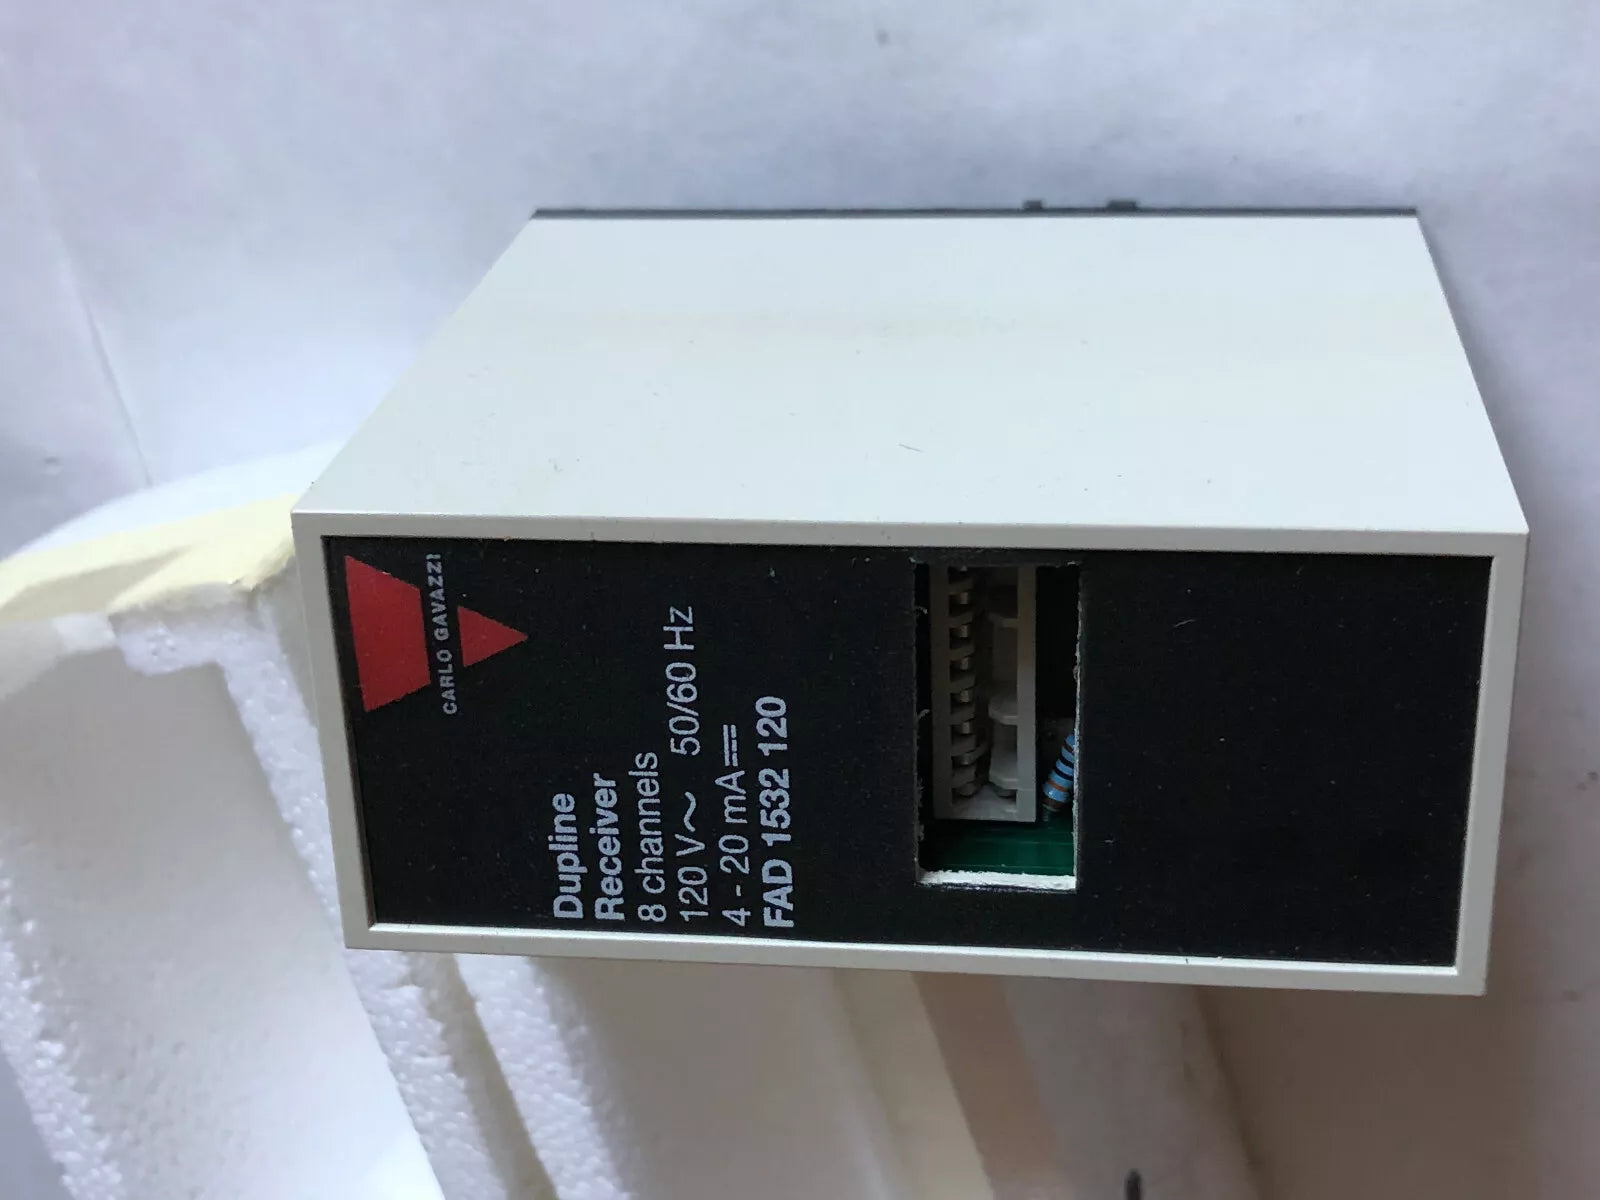 CARLO GAVAZZI
Dupline
Receiver
8 channels
120 V~ 50/60 Hz
4 - 20 mA⎓
FAD 1532 120